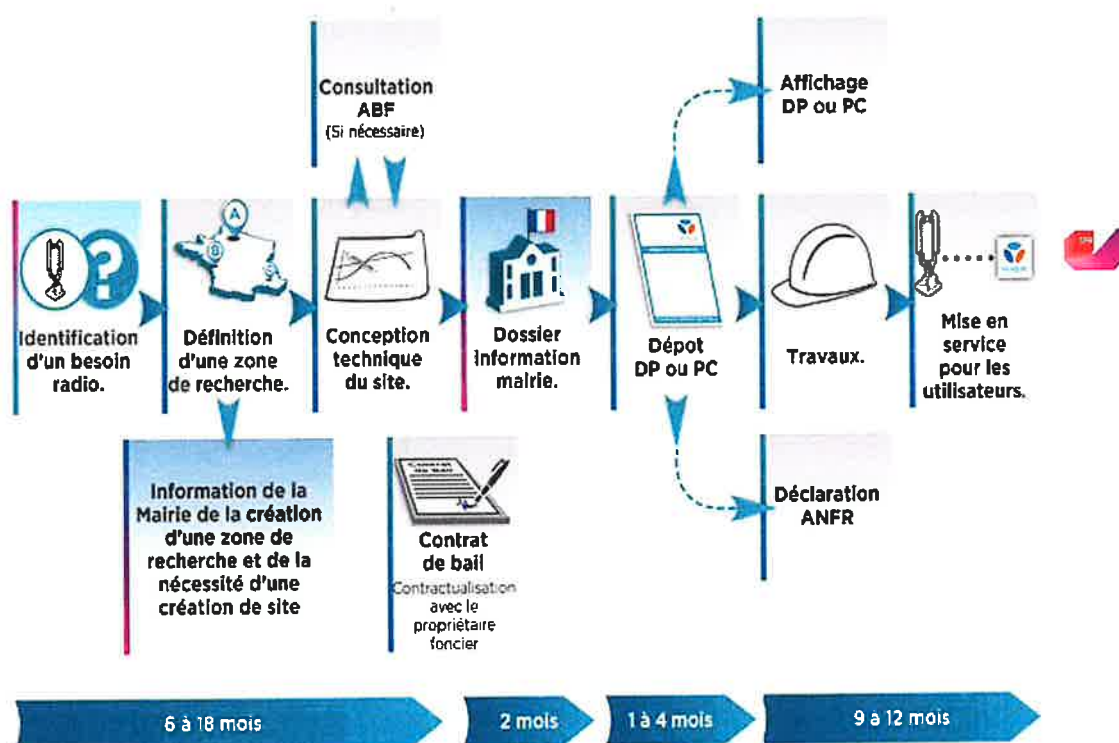 Consultation
ABF
(Si nécessaire)
Affichage
DP ou PC
A
B
Identification
d'un besoin
radio.
Définition
d'une zone
de recherche.
Conception
technique
du site.
Dossier
information
mairie.
Dépot
DP ou PC
Travaux.
Mise en
service
pour les
utilisateurs.
Information de la
Mairie de la création
d'une zone de
recherche et de la
nécessité d'une
création de site
Contrat
de Bail
Contrat
de bail
Contractualisation
avec le
propriétaire
foncier
Déclaration
ANFR
6 à 18 mois
2 mois
1 à 4 mois
9 à 12 mois